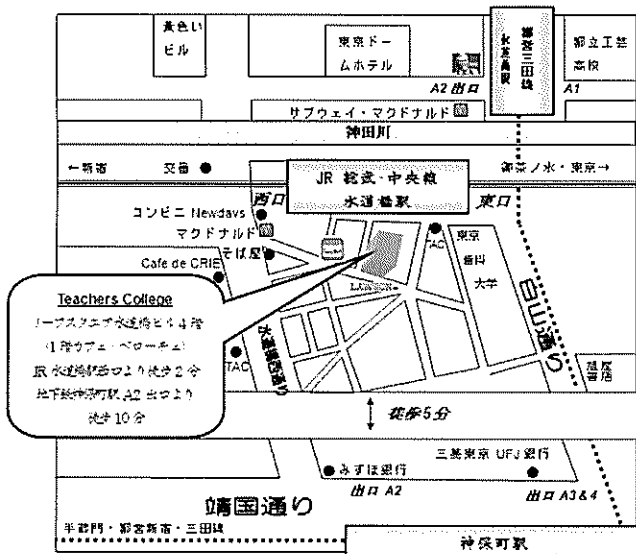 黄色い
ビル
東京ドー
ムホテル
都営三田線
水道橋駅
都立工芸
高校
A2 出口
A1
サブウェイ・マクドナルド
神田川
←新宿
交番
JR 総武・中央線
水道橋駅
御茶ノ水・東京→
西口
東口
コンビニ Newdays
マクドナルド
そば屋
TAC
東京
歯科
大学
Cafe de CRIE
LAWSON
白山通り
水道橋西通り
Teachers College
リープスクエア水道橋ビル 4 階
(1 階カフェ・ベローチェ)
JR 水道橋駅西口より徒歩 2 分
地下鉄神保町駅 A2 出口より
徒歩 10 分
TAC
書店
徒歩5分
三菱東京 UFJ 銀行
みずほ銀行
出口 A2
出口 A3&4
靖国通り
半蔵門・都営新宿・三田線
神保町駅